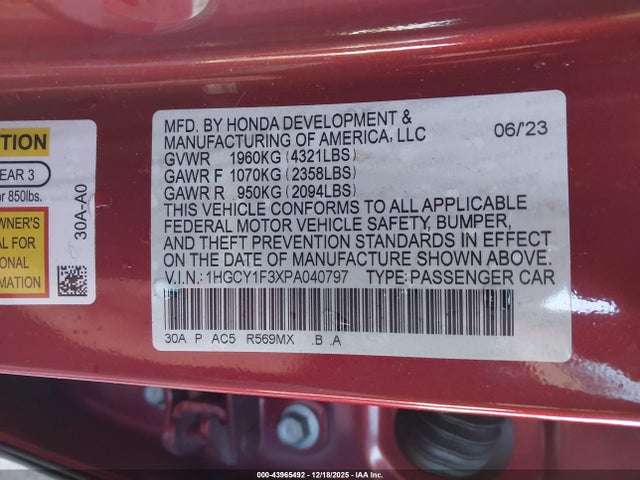 TION
EAR 3
or 850lbs.
WNER'S
AL FOR
ONAL
MATION
30A-A0
MFD. BY HONDA DEVELOPMENT & 06/'23
MANUFACTURING OF AMERICA, LLC
GVWR 1960KG (4321LBS)
GAWR F 1070KG (2358LBS)
GAWR R 950KG (2094LBS)
THIS VEHICLE CONFORMS TO ALL APPLICABLE
FEDERAL MOTOR VEHICLE SAFETY, BUMPER,
AND THEFT PREVENTION STANDARDS IN EFFECT
ON THE DATE OF MANUFACTURE SHOWN ABOVE.
V.I.N.: 1HGCY1F3XPA040797 TYPE: PASSENGER CAR
30A P AC5 R569MX .B .A
00-43965492 - 12/18/2025 - IAA Inc.